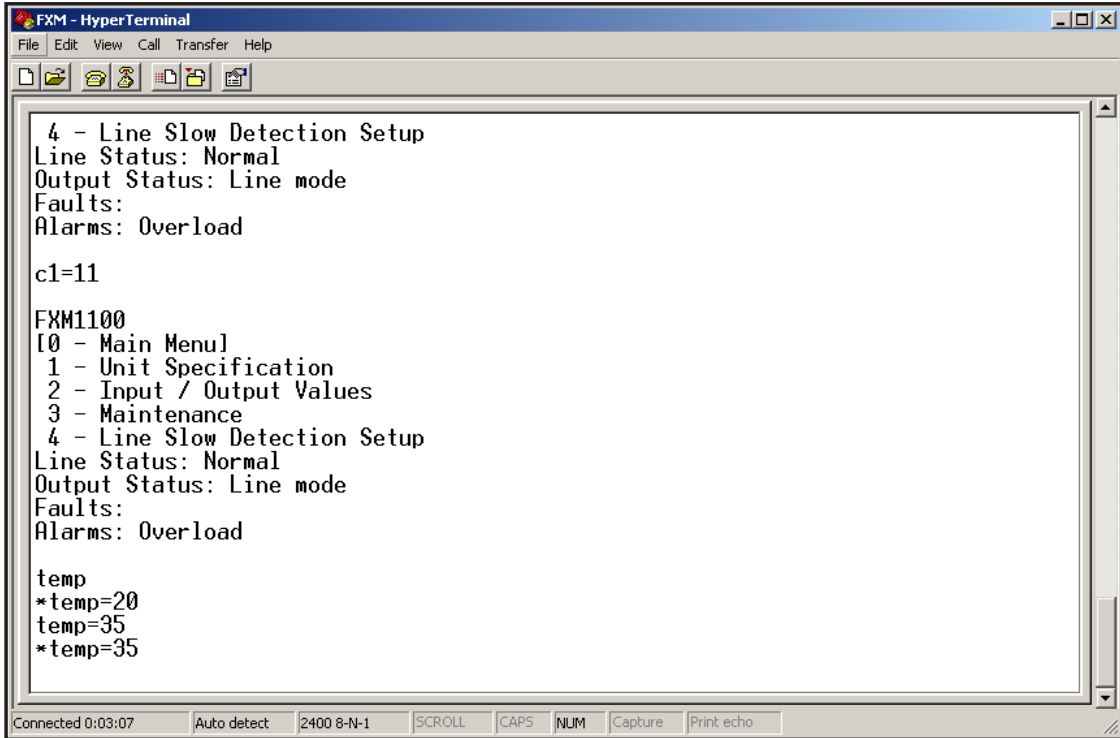 FXM - HyperTerminal
File Edit View Call Transfer Help
4 - Line Slow Detection Setup
Line Status: Normal
Output Status: Line mode
Faults:
Alarms: Overload
c1=11
FXM1100
[0 - Main Menu]
1 - Unit Specification
2 - Input / Output Values
3 - Maintenance
4 - Line Slow Detection Setup
Line Status: Normal
Output Status: Line mode
Faults:
Alarms: Overload
temp
*temp=20
temp=35
*temp=35
Connected 0:03:07 Auto detect 2400 8-N-1 SCROLL CAPS NUM Capture Print echo